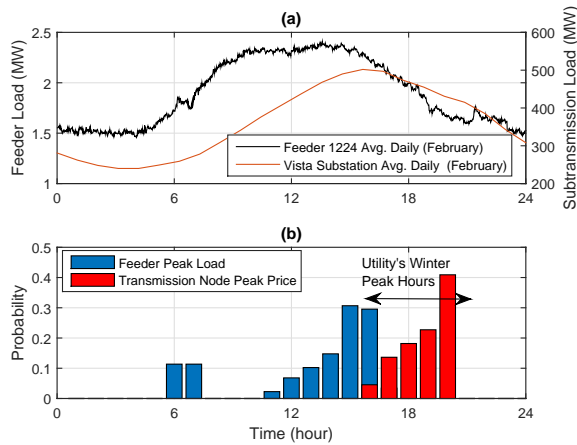 (a)
Feeder Load (MW)
2.5
2
1.5
1
Subtransmission Load (MW)
600
500
400
300
200
Feeder 1224 Avg. Daily (February)
Vista Substation Avg. Daily (February)
0
6
12
18
24
(b)
Probability
0.5
0.4
0.3
0.2
0.1
0
Feeder Peak Load
Transmission Node Peak Price
Utility's Winter
Peak Hours
0
6
12
18
24
Time (hour)